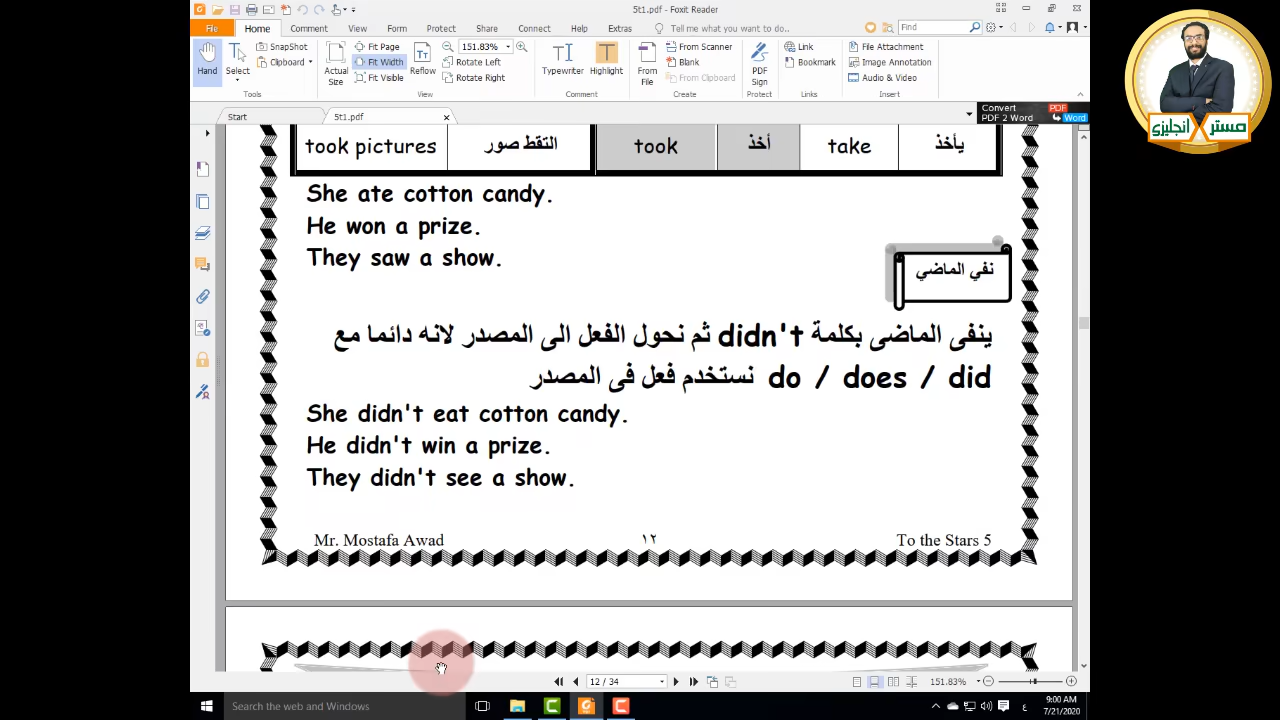 5t1.pdf - Foxit Reader
File Home Comment View Form Protect Share Connect Help Extras Tell me what you want to do.. Find
Hand
Select
SnapShot
Clipboard
Tools
Actual Size
Fit Page
Fit Width
Fit Visible
Reflow
151.83%
Rotate Left
Rotate Right
View
Typewriter
Highlight
Comment
From File
From Scanner
Blank
From Clipboard
Create
PDF Sign
Protect
Link
Bookmark
Links
File Attachment
Image Annotation
Audio & Video
Insert
مستر X انجليزي
Start 5t1.pdf
Convert PDF
PDF 2 Word Word
took pictures التقط صور took أخذ take يأخذ
She ate cotton candy.
He won a prize.
They saw a show.
نفي الماضي
ينفى الماضى بكلمة didn't ثم نحول الفعل الى المصدر لانه دائما مع
do / does / did نستخدم فعل فى المصدر
She didn't eat cotton candy.
He didn't win a prize.
They didn't see a show.
Mr. Mostafa Awad ١٢ To the Stars 5
12 / 34 151.83%
Search the web and Windows
ع
9:00 AM
7/21/2020